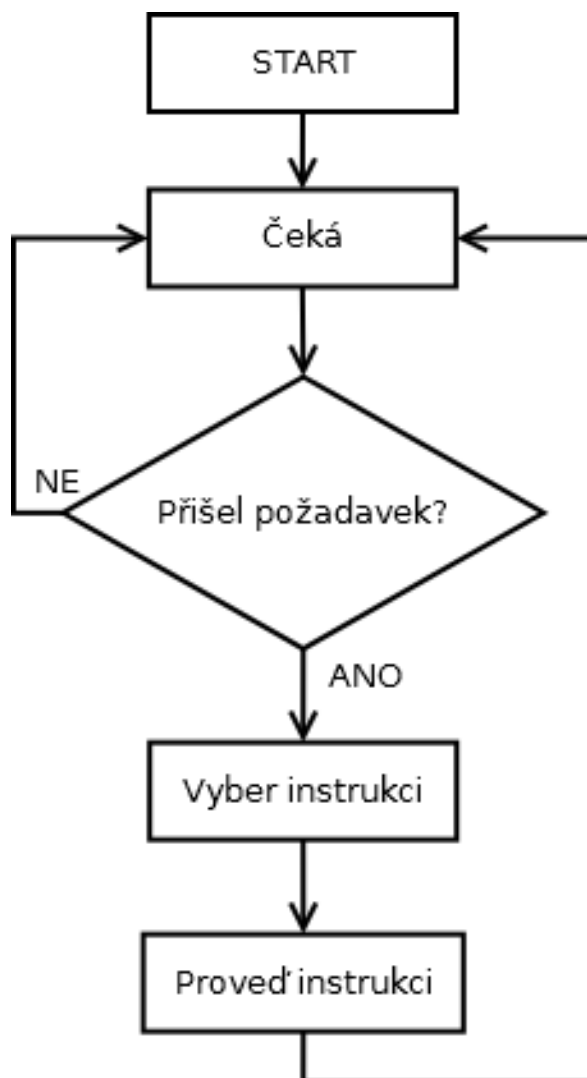 START
Čeká
NE
Přišel požadavek?
ANO
Vyber instrukci
Proveď instrukci